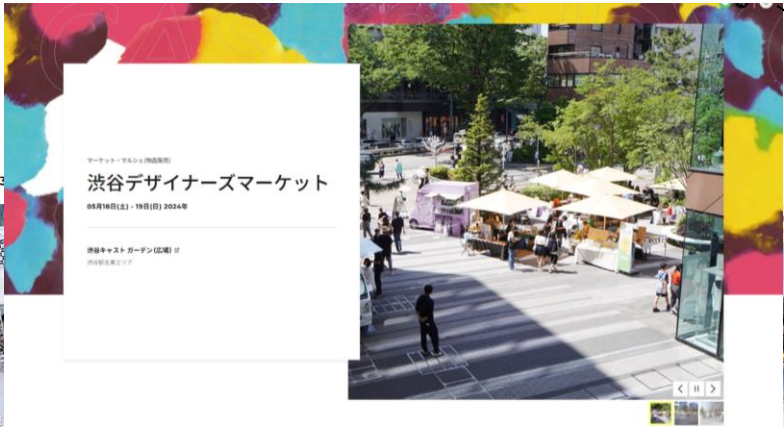 マーケット・マルシェ(物品販売)
渋谷デザイナーズマーケット
05月18日(土) - 19日(日) 2024年
渋谷キャスト ガーデン (広場)
渋谷駅北東エリア